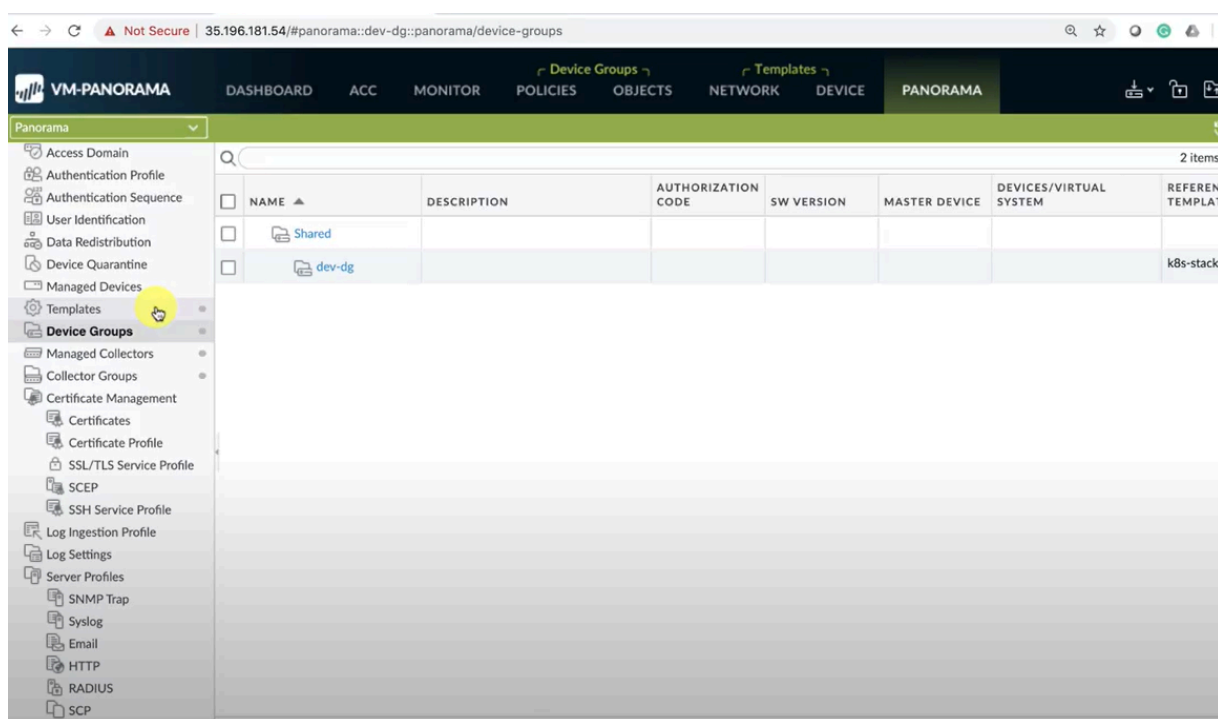 Not Secure | 35.196.181.54/#panorama::dev-dg::panorama/device-groups
VM-PANORAMA
DASHBOARD ACC MONITOR Device Groups POLICIES OBJECTS Templates NETWORK DEVICE PANORAMA
Panorama
2 items
Access Domain
Authentication Profile
Authentication Sequence
User Identification
Data Redistribution
Device Quarantine
Managed Devices
Templates
Device Groups
Managed Collectors
Collector Groups
Certificate Management
Certificates
Certificate Profile
SSL/TLS Service Profile
SCEP
SSH Service Profile
Log Ingestion Profile
Log Settings
Server Profiles
SNMP Trap
Syslog
Email
HTTP
RADIUS
SCP
NAME DESCRIPTION AUTHORIZATION CODE SW VERSION MASTER DEVICE DEVICES/VIRTUAL SYSTEM
Shared
dev-dg k8s-stack